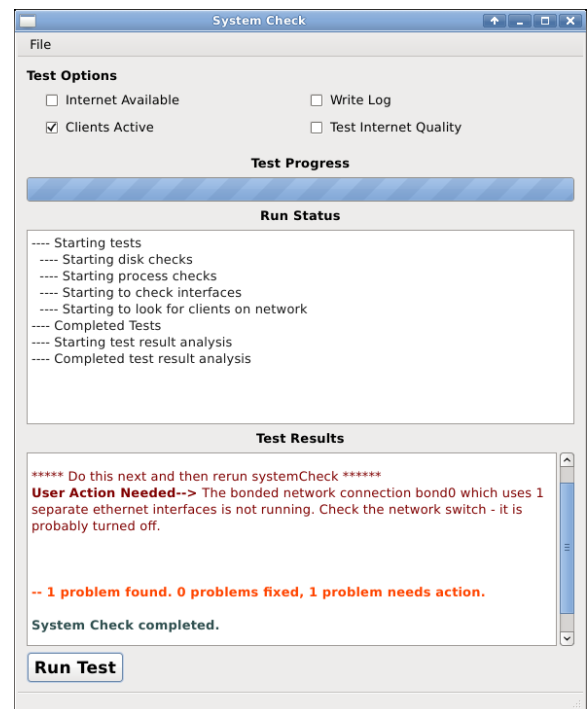 System Check
File
Test Options
Internet Available
Write Log
Clients Active
Test Internet Quality
Test Progress
Run Status
---- Starting tests
---- Starting disk checks
---- Starting process checks
---- Starting to check interfaces
---- Starting to look for clients on network
---- Completed Tests
---- Starting test result analysis
---- Completed test result analysis
Test Results
***** Do this next and then rerun systemCheck ******
User Action Needed--> The bonded network connection bond0 which uses 1
separate ethernet interfaces is not running. Check the network switch - it is
probably turned off.
-- 1 problem found. 0 problems fixed, 1 problem needs action.
System Check completed.
Run Test